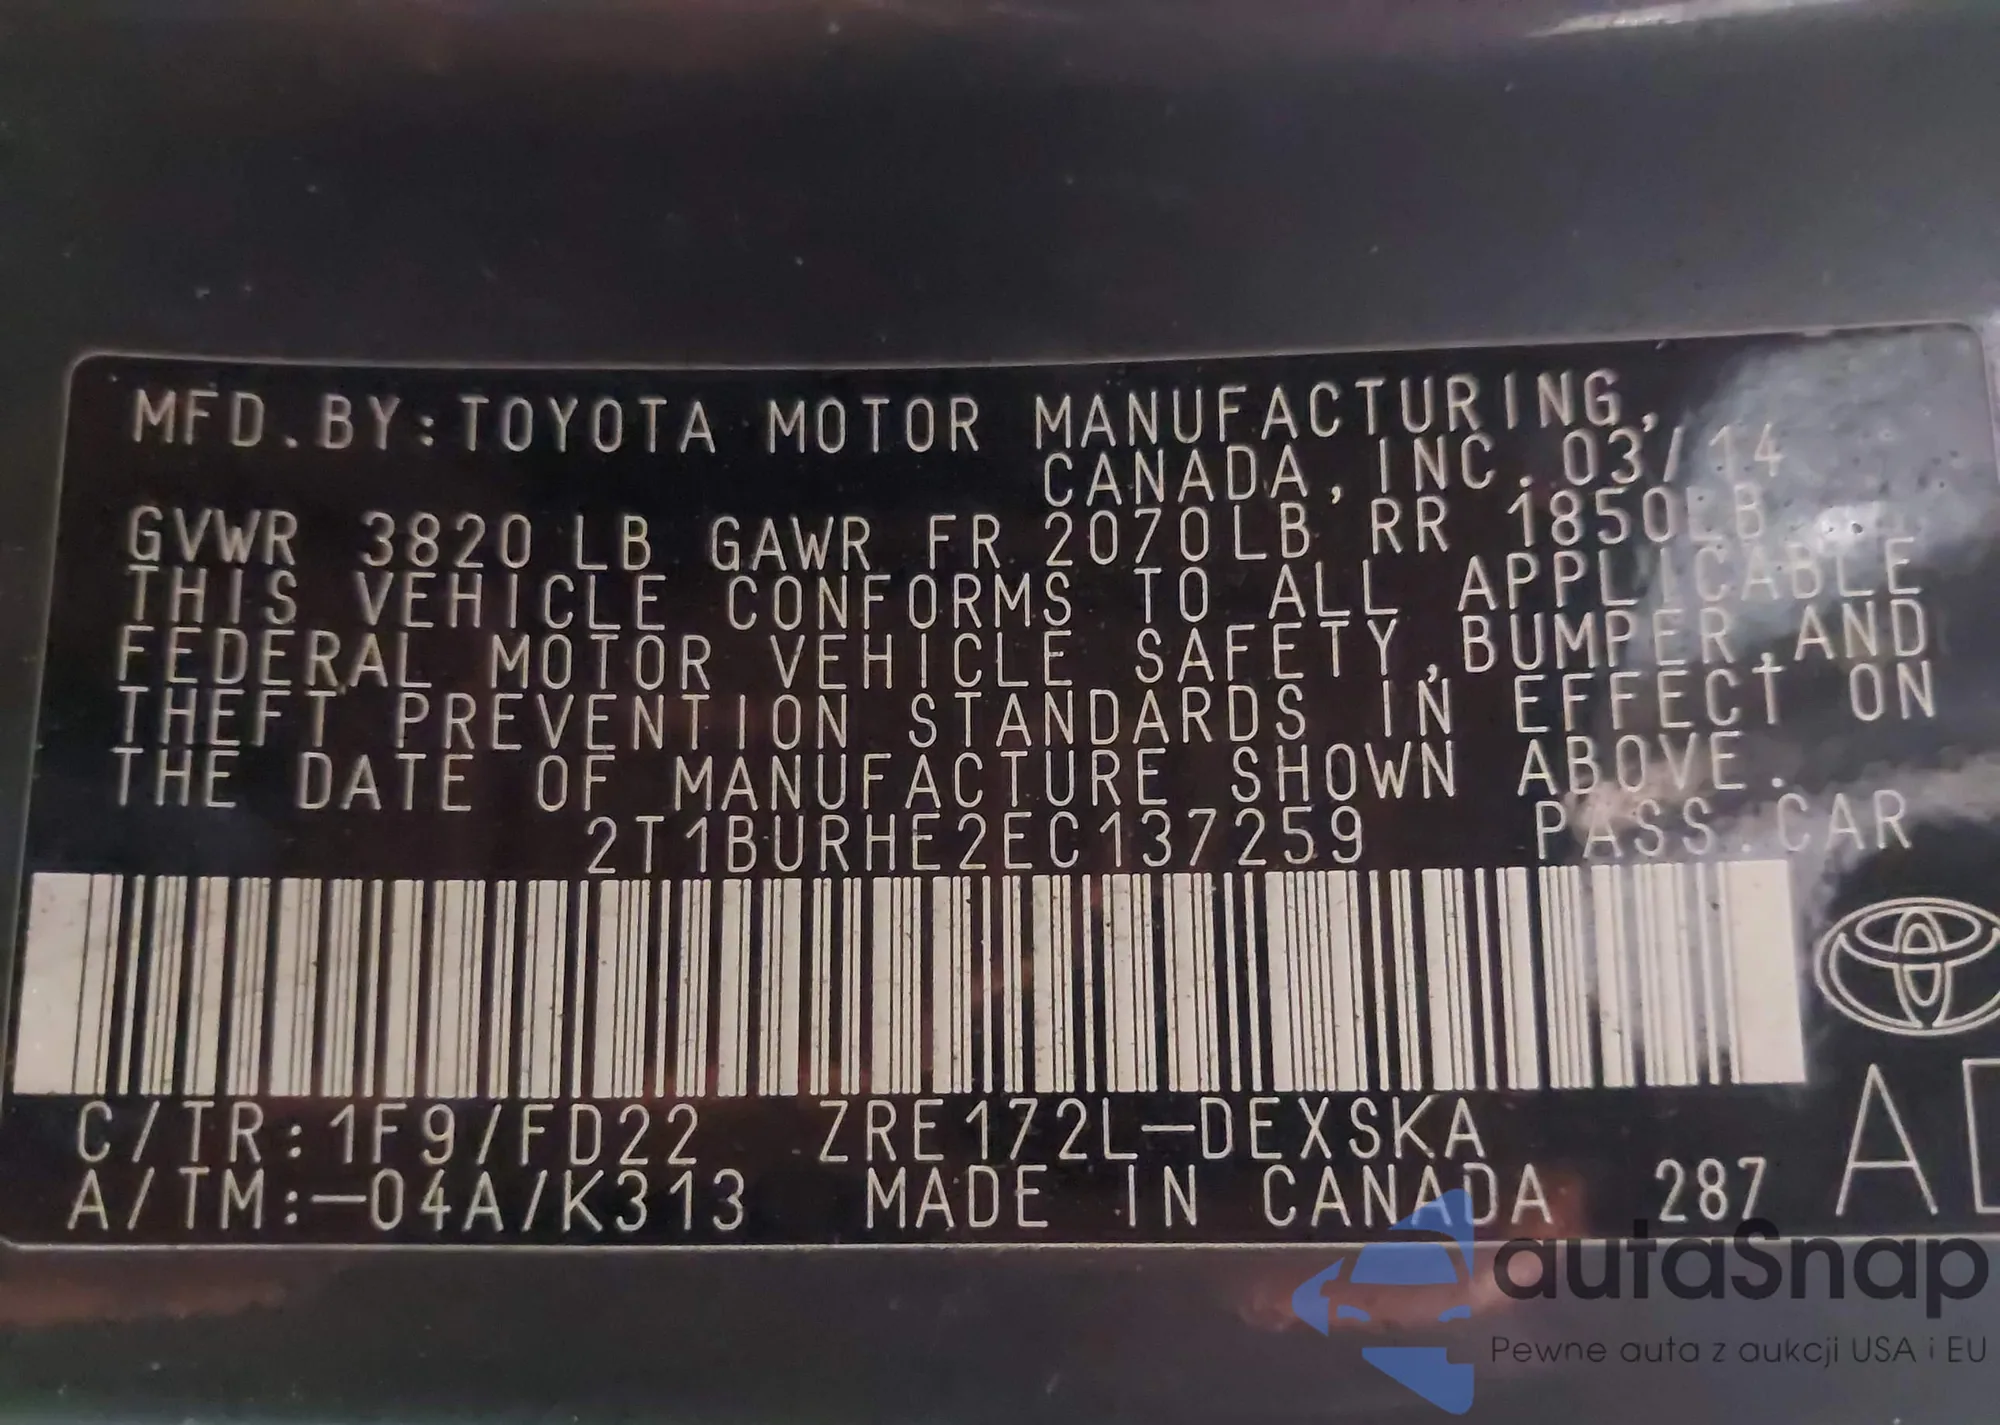 MFD.BY:TOYOTA MOTOR MANUFACTURING,
CANADA, INC. 03/14
GVWR 3820 LB GAWR FR 2070LB RR 1850LB
THIS VEHICLE CONFORMS TO ALL APPLICABLE
FEDERAL MOTOR VEHICLE SAFETY,BUMPER,AND
THEFT PREVENTION STANDARDS IN EFFECT ON
THE DATE OF MANUFACTURE SHOWN ABOVE.
2T1BURHE2EC137259 PASS.CAR
C/TR:1F9/FD22 ZRE172L-DEXSKA
A/TM:-04A/K313 MADE IN CANADA 287
A
autaSnap
Pewne auta z aukcji USA i EU